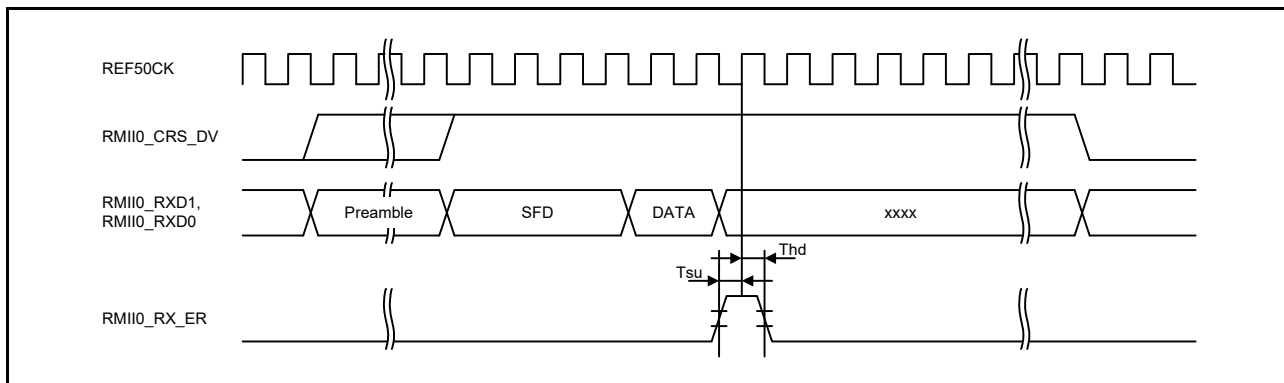 REF50CK
RMII0_CRS_DV
RMII0_RXD1,
RMII0_RXD0
Preamble
SFD
DATA
xxxx
Thd
Tsu
RMII0_RX_ER